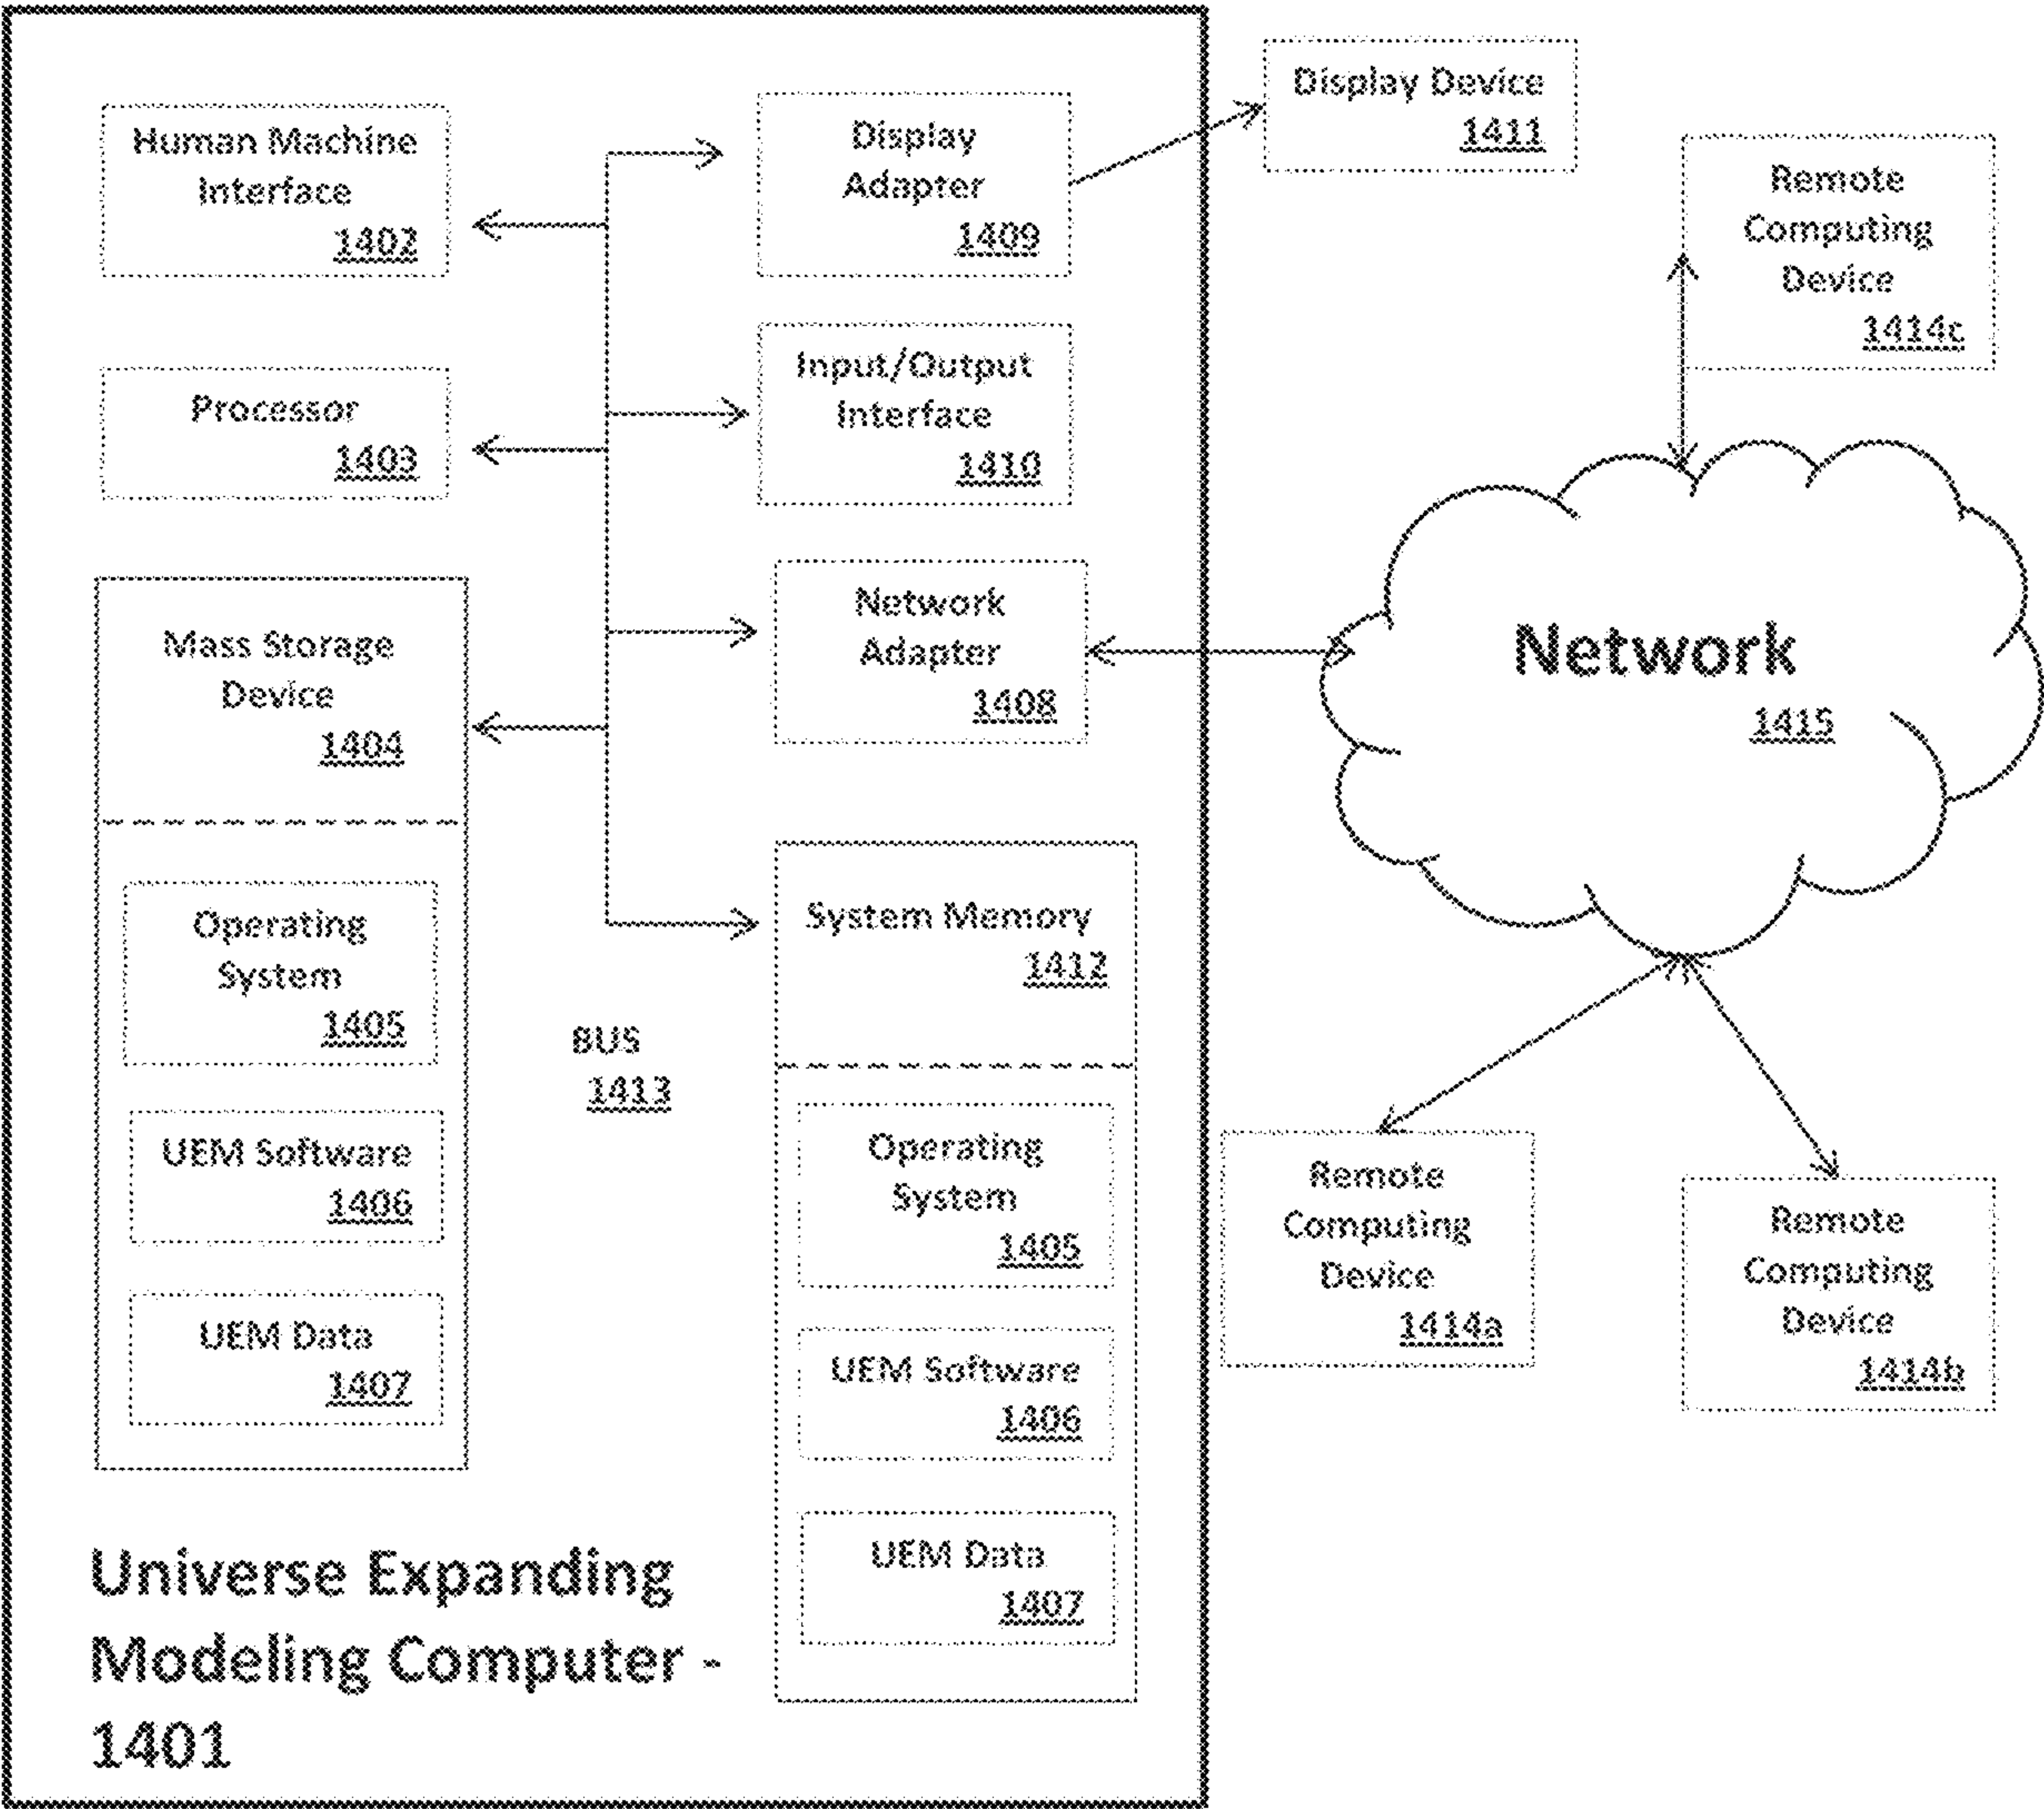 Human Machine
Interface
1402
Processor
1403
Mass Storage
Device
1404
Operating
System
1405
UEM Software
1406
UEM Data
1407
BUS
1413
Display
Adapter
1409
Input/Output
Interface
1410
Network
Adapter
1408
System Memory
1412
Operating
System
1405
UEM Software
1406
UEM Data
1407
Universe Expanding
Modeling Computer -
1401
Display Device
1411
Remote
Computing
Device
1414c
Network
1415
Remote
Computing
Device
1414a
Remote
Computing
Device
1414b